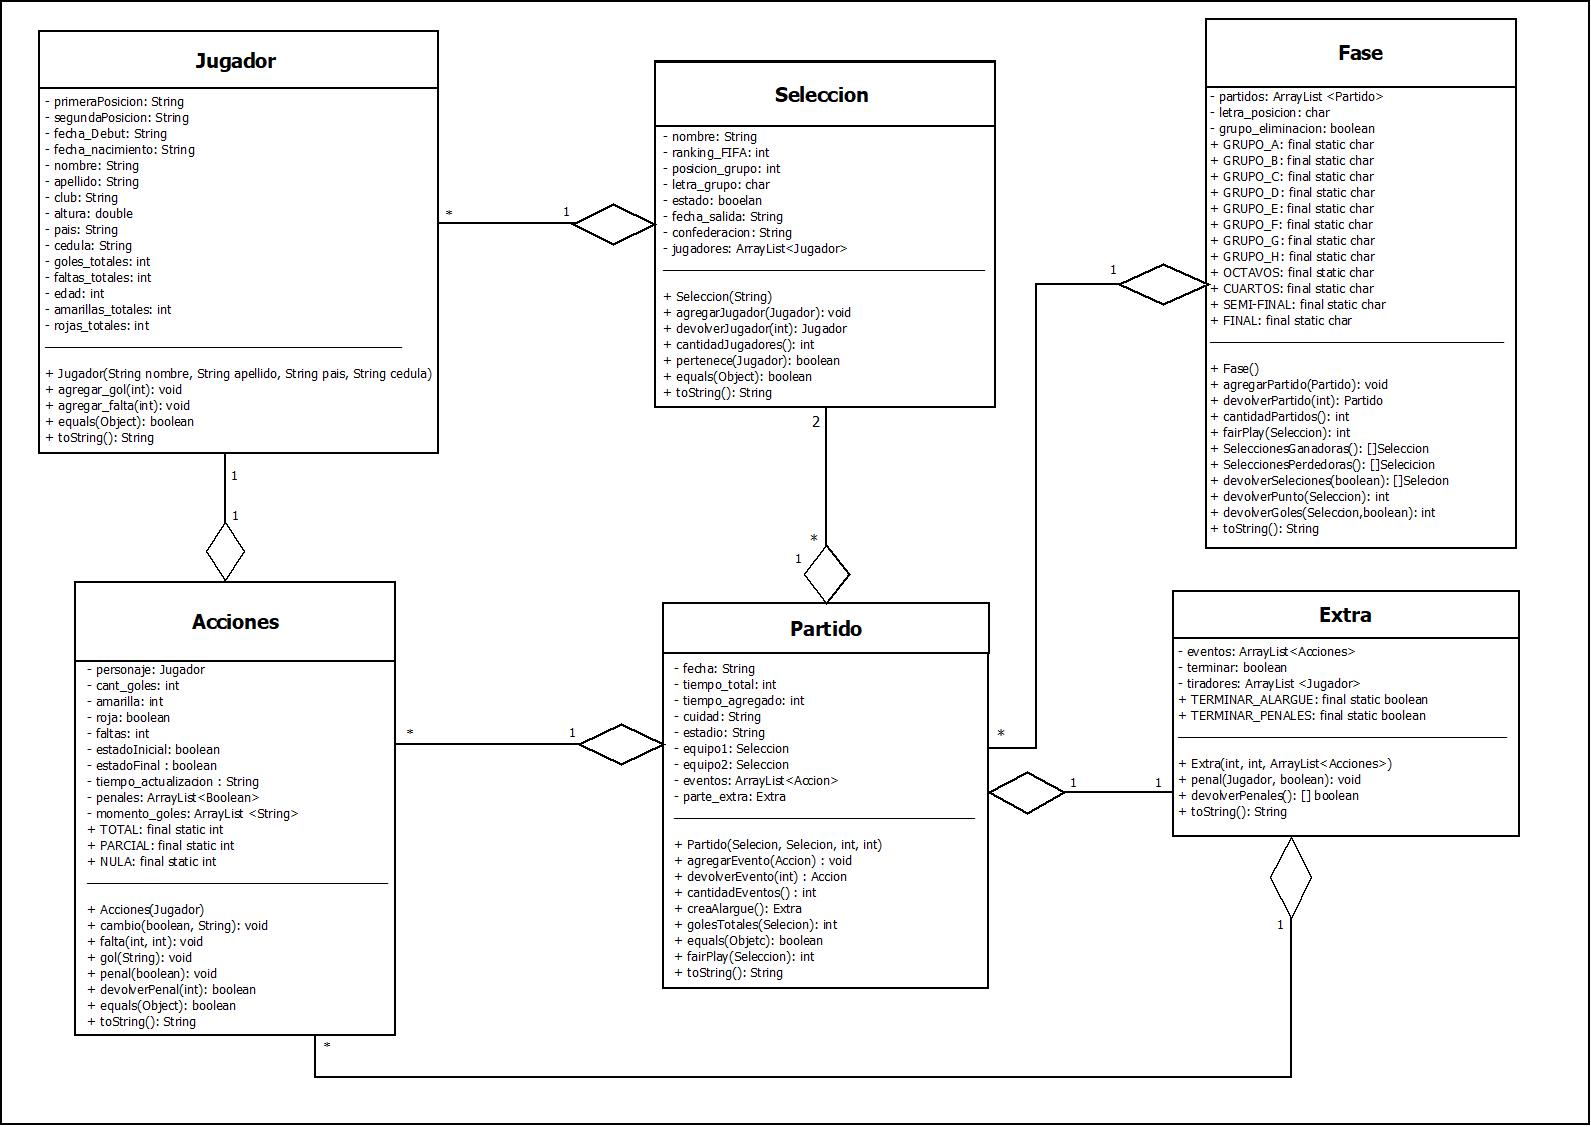 Jugador
- primeraPosicion: String
- segundaPosicion: String
- fecha_Debut: String
- fecha_nacimiento: String
- nombre: String
- apellido: String
- club: String
- altura: double
- pais: String
- cedula: String
- goles_totales: int
- faltas_totales: int
- edad: int
- amarillas_totales: int
- rojas_totales: int
+ Jugador(String nombre, String apellido, String pais, String cedula)
+ agregar_gol(int): void
+ agregar_falta(int): void
+ equals(Object): boolean
+ toString(): String
*
1
Seleccion
- nombre: String
- ranking_FIFA: int
- posicion_grupo: int
- letra_grupo: char
- estado: booelan
- fecha_salida: String
- confederacion: String
- jugadores: ArrayList<Jugador>
+ Seleccion(String)
+ agregarJugador(Jugador): void
+ devolverJugador(int): Jugador
+ cantidadJugadores(): int
+ pertenece(Jugador): boolean
+ equals(Object): boolean
+ toString(): String
Fase
- partidos: ArrayList <Partido>
- letra_posicion: char
- grupo_eliminacion: boolean
+ GRUPO_A: final static char
+ GRUPO_B: final static char
+ GRUPO_C: final static char
+ GRUPO_D: final static char
+ GRUPO_E: final static char
+ GRUPO_F: final static char
+ GRUPO_G: final static char
+ GRUPO_H: final static char
+ OCTAVOS: final static char
+ CUARTOS: final static char
+ SEMI-FINAL: final static char
+ FINAL: final static char
+ Fase()
+ agregarPartido(Partido): void
+ devolverPartido(int): Partido
+ cantidadPartidos(): int
+ fairPlay(Seleccion): int
+ SeleccionesGanadoras(): []Seleccion
+ SeleccionesPerdedoras(): []Selecicion
+ devolverSeleciones(boolean): []Selecion
+ devolverPunto(Seleccion): int
+ devolverGoles(Seleccion,boolean): int
+ toString(): String
1
1
1
2
*
1
Acciones
- personaje: Jugador
- cant_goles: int
- amarilla: int
- roja: boolean
- faltas: int
- estadoInicial: boolean
- estadoFinal : boolean
- tiempo_actualizacion : String
- penales: ArrayList<Boolean>
- momento_goles: ArrayList <String>
+ TOTAL: final static int
+ PARCIAL: final static int
+ NULA: final static int
+ Acciones(Jugador)
+ cambio(boolean, String): void
+ falta(int, int): void
+ gol(String): void
+ penal(boolean): void
+ devolverPenal(int): boolean
+ equals(Object): boolean
+ toString(): String
*
1
Partido
- fecha: String
- tiempo_total: int
- tiempo_agregado: int
- cuidad: String
- estadio: String
- equipo1: Seleccion
- equipo2: Seleccion
- eventos: ArrayList<Accion>
- parte_extra: Extra
+ Partido(Selecion, Selecion, int, int)
+ agregarEvento(Accion) : void
+ devolverEvento(int) : Accion
+ cantidadEventos() : int
+ creaAlargue(): Extra
+ golesTotales(Selecion): int
+ equals(Objetc): boolean
+ fairPlay(Seleccion): int
+ toString(): String
*
1
1
Extra
- eventos: ArrayList<Acciones>
- terminar: boolean
- tiradores: ArrayList <Jugador>
+ TERMINAR_ALARGUE: final static boolean
+ TERMINAR_PENALES: final static boolean
+ Extra(int, int, ArrayList<Acciones>)
+ penal(Jugador, boolean): void
+ devolverPenales(): [] boolean
+ toString(): String
1
*